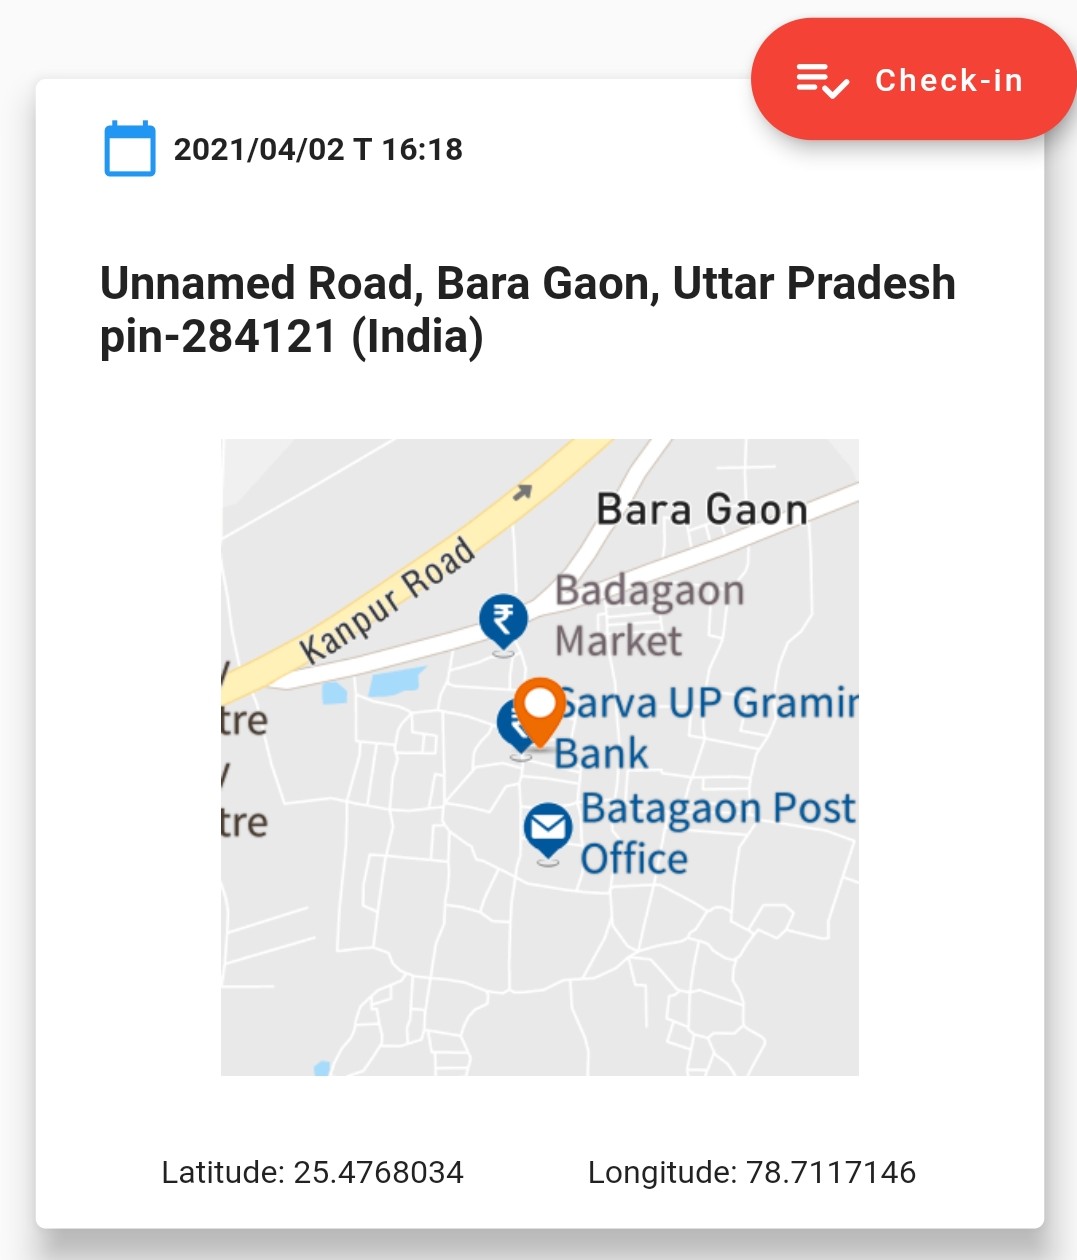 Check-in
2021/04/02 T 16:18
Unnamed Road, Bara Gaon, Uttar Pradesh
pin-284121 (India)
Bara Gaon
Kanpur Road
Badagaon
Market
₹
tre
Sarva UP Gramin
Bank
tre
Batagaon Post
Office
Latitude: 25.4768034
Longitude: 78.7117146